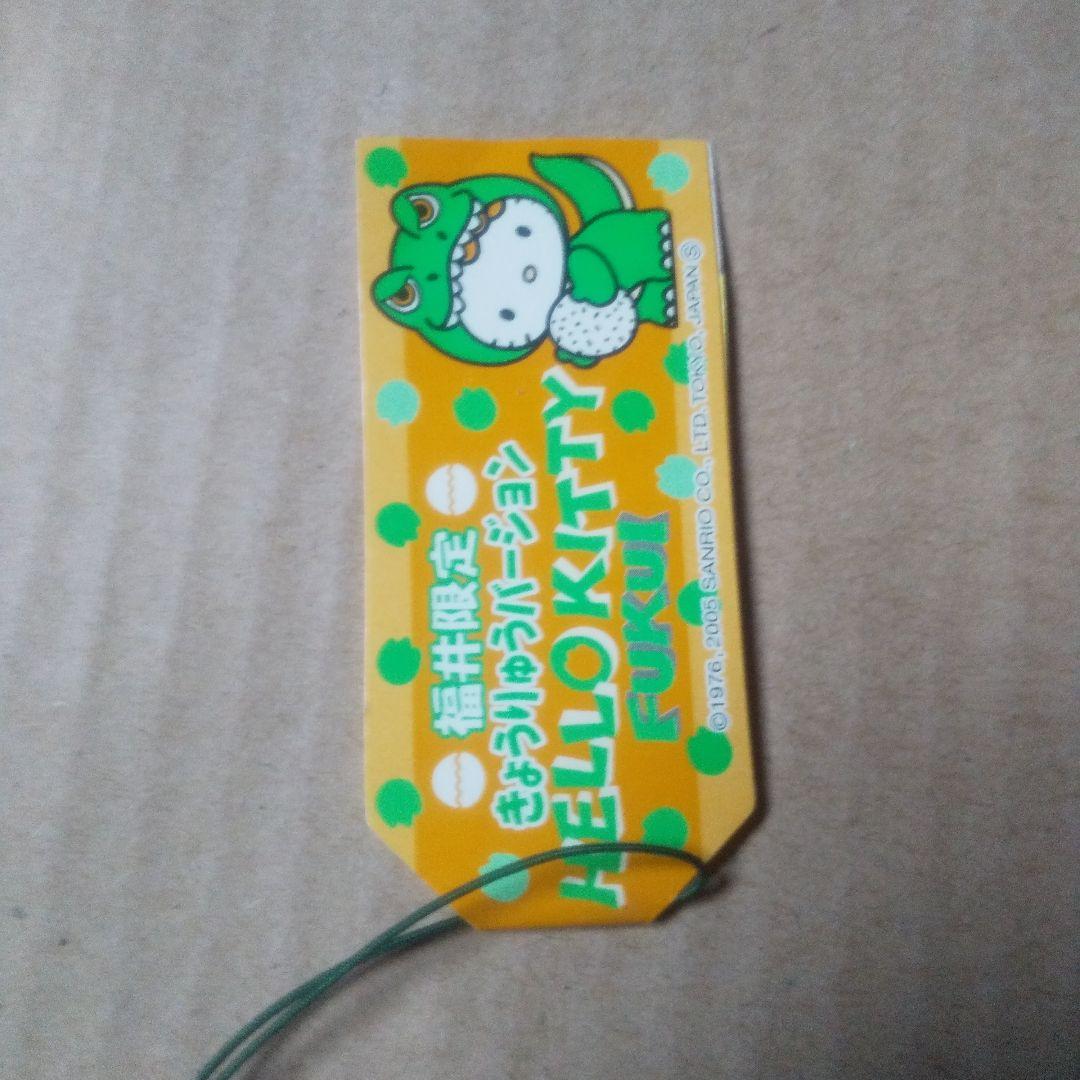 福井限定
きょうりゅうバージョン
HELLO KITTY
FUKUI
©1976, 2005 SANRIO CO., LTD. TOKYO, JAPAN Ⓢ